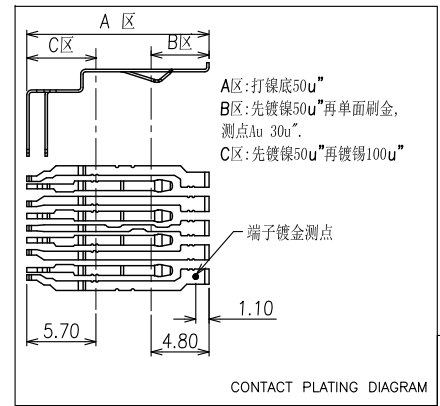 A 区
C区
B区
A区:打镍底50u"
B区:先镀镍50u"再单面刷金,
测点Au 30u".
C区:先镀镍50u"再镀锡100u"
端子镀金测点
1.10
5.70
4.80
CONTACT PLATING DIAGRAM